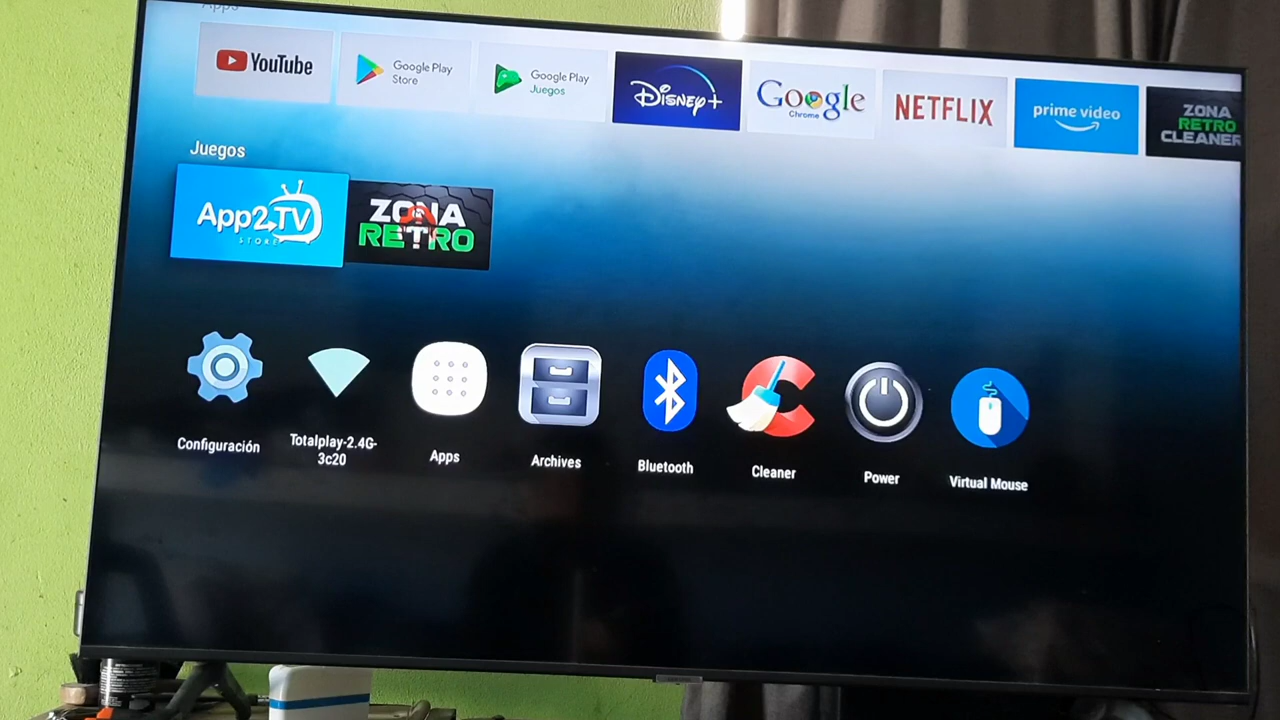 Apps
YouTube
Google Play
Store
Google Play
Juegos
Disney+
Google
Chrome
NETFLIX
prime video
ZONA
RETRO
CLEANER
Juegos
App2TV
STORE
ZONA
RETRO
Configuración
Totalplay-2.4G-
3c20
Apps
Archives
Bluetooth
Cleaner
Power
Virtual Mouse